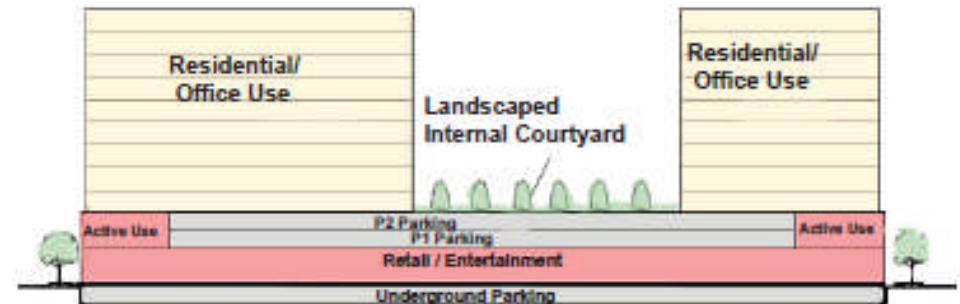 Residential/
Office Use
Residential/
Office Use
Landscaped
Internal Courtyard
Active Use
P2 Parking
P1 Parking
Active Use
Retail / Entertainment
Underground Parking